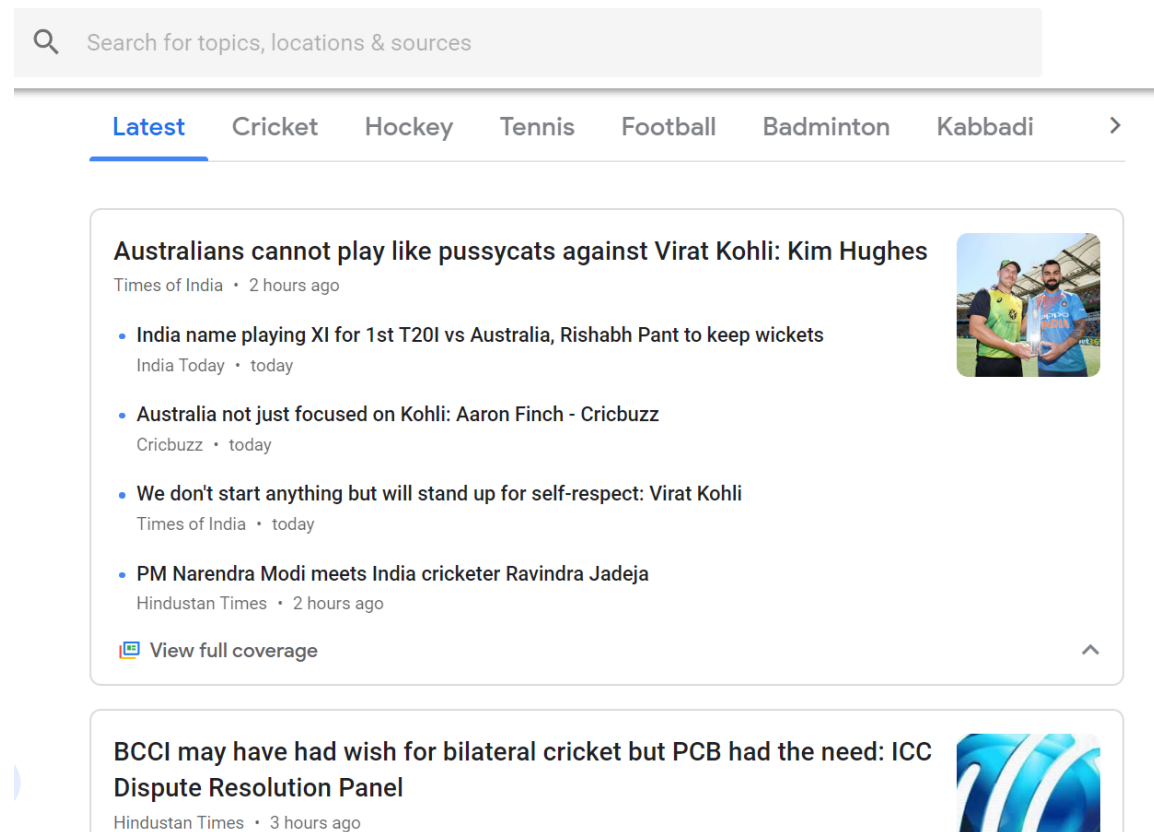 Search for topics, locations & sources
Latest Cricket Hockey Tennis Football Badminton Kabbadi
Australians cannot play like pussycats against Virat Kohli: Kim Hughes
Times of India • 2 hours ago
India name playing XI for 1st T20I vs Australia, Rishabh Pant to keep wickets
India Today • today
Australia not just focused on Kohli: Aaron Finch - Cricbuzz
Cricbuzz • today
We don't start anything but will stand up for self-respect: Virat Kohli
Times of India • today
PM Narendra Modi meets India cricketer Ravindra Jadeja
Hindustan Times • 2 hours ago
View full coverage
BCCI may have had wish for bilateral cricket but PCB had the need: ICC
Dispute Resolution Panel
Hindustan Times • 3 hours ago